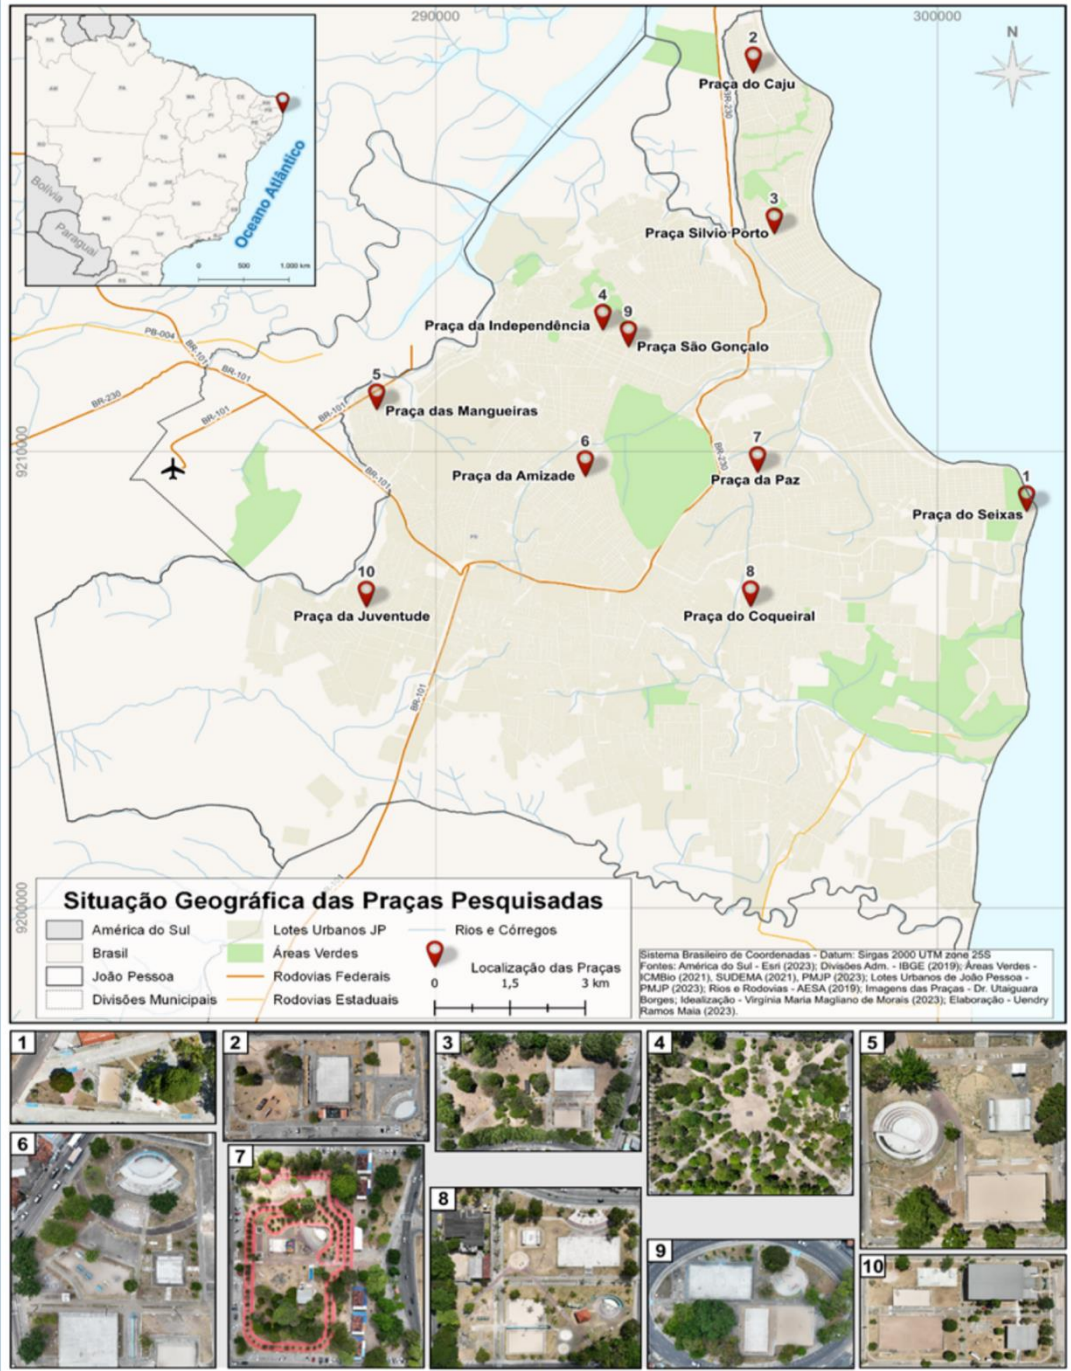 290000
300000
N
2
Praça do Caju
BR-230
3
Praça Silvio Porto
4
Praça da Independência
9
Praça São Gonçalo
5
Praça das Mangueiras
6
Praça da Amizade
7
Praça da Paz
1
Praça do Seixas
8
Praça do Coqueiral
10
Praça da Juventude
Oceano Atlântico
Bolívia
Paraguai
0 500 1.000 km
PB-004
BR-101
BR-101
BR-230
BR-101
BR-101
BR-101
BR-230
BR-101
9210000
9200000
Situação Geográfica das Praças Pesquisadas
América do Sul
Brasil
João Pessoa
Divisões Municipais
Lotes Urbanos JP
Áreas Verdes
Rodovias Federais
Rodovias Estaduais
Rios e Córregos
Localização das Praças
0 1,5 3 km
Sistema Brasileiro de Coordenadas - Datum: Sirgas 2000 UTM zone 25S
Fontes: América do Sul - Esri (2023); Divisões Adm. - IBGE (2019); Áreas Verdes -
ICMBio (2021), SUDEMA (2021), PMJP (2023); Lotes Urbanos de João Pessoa -
PMJP (2023); Rios e Rodovias - AESA (2019); Imagens das Praças - Dr. Utaiguara
Borges; Idealização - Virgínia Maria Magliano de Morais (2023); Elaboração - Uendry
Ramos Maia (2023).
1
2
3
4
5
6
7
8
9
10